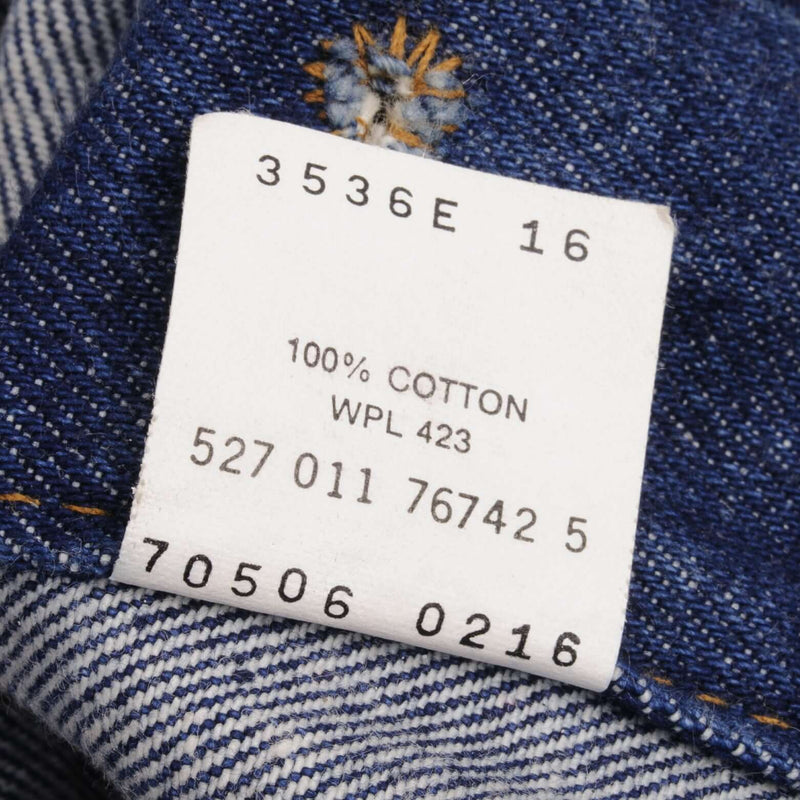 3536E 16
100% COTTON
WPL 423
527 011 76742 5
70506 0216